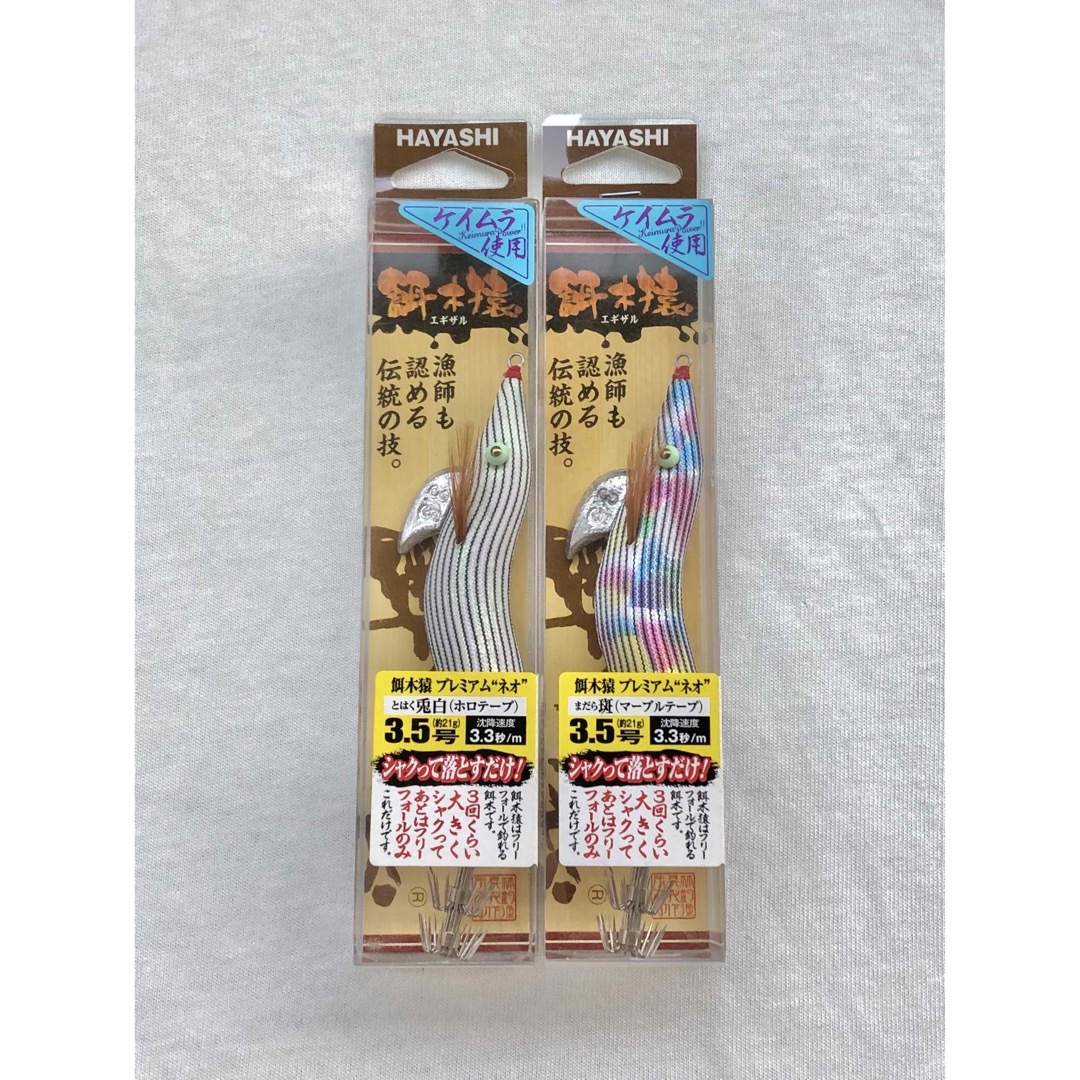 HAYASHI
ケイムラ
Keimura Power
使用
餌木猿
エギザル
漁師も
認める
伝統の技。
餌木猿 プレミアム“ネオ”
とはく兎白(ホロテープ)
3.5号(約21g)
沈降速度
3.3秒/m
シャクって落とすだけ!
餌木猿はフリー
フォールで釣れる
餌木です。
3回くらい
大きく
シャクって
あとはフリー
フォールのみ
これだけです。
®
HAYASHI
ケイムラ
Keimura Power
使用
餌木猿
エギザル
漁師も
認める
伝統の技。
餌木猿 プレミアム“ネオ”
まだら斑(マーブルテープ)
3.5号(約21g)
沈降速度
3.3秒/m
シャクって落とすだけ!
餌木猿はフリー
フォールで釣れる
餌木です。
3回くらい
大きく
シャクって
あとはフリー
フォールのみ
これだけです。
®